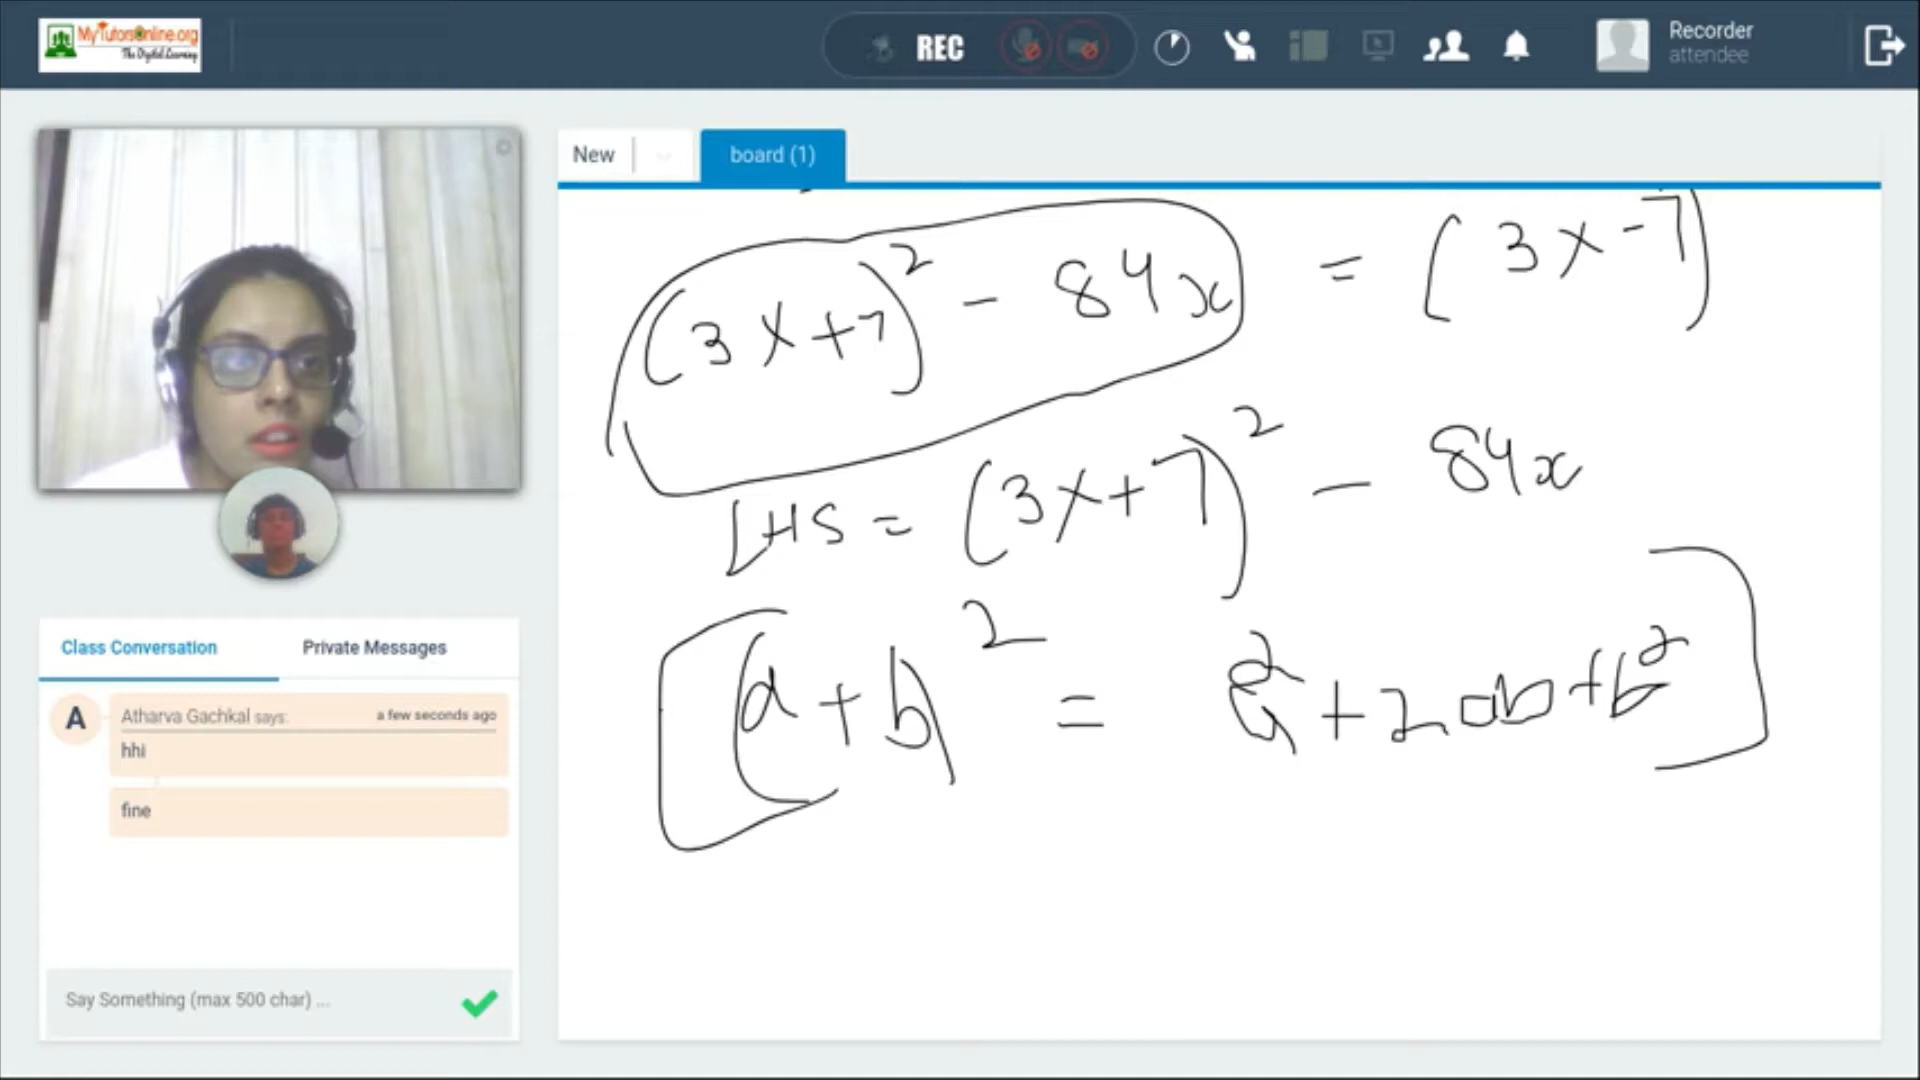 MyTutorsOnline.org
The Digital Learning
REC
Recorder
attendee
New
board (1)
(3x+7)² - 84x = (3x-7)
LHS = (3x+7)² - 84x
(a+b)² = a²+2ab+b²
Class Conversation
Private Messages
A
Atharva Gachkal says:
a few seconds ago
hhi
fine
Say Something (max 500 char) ...